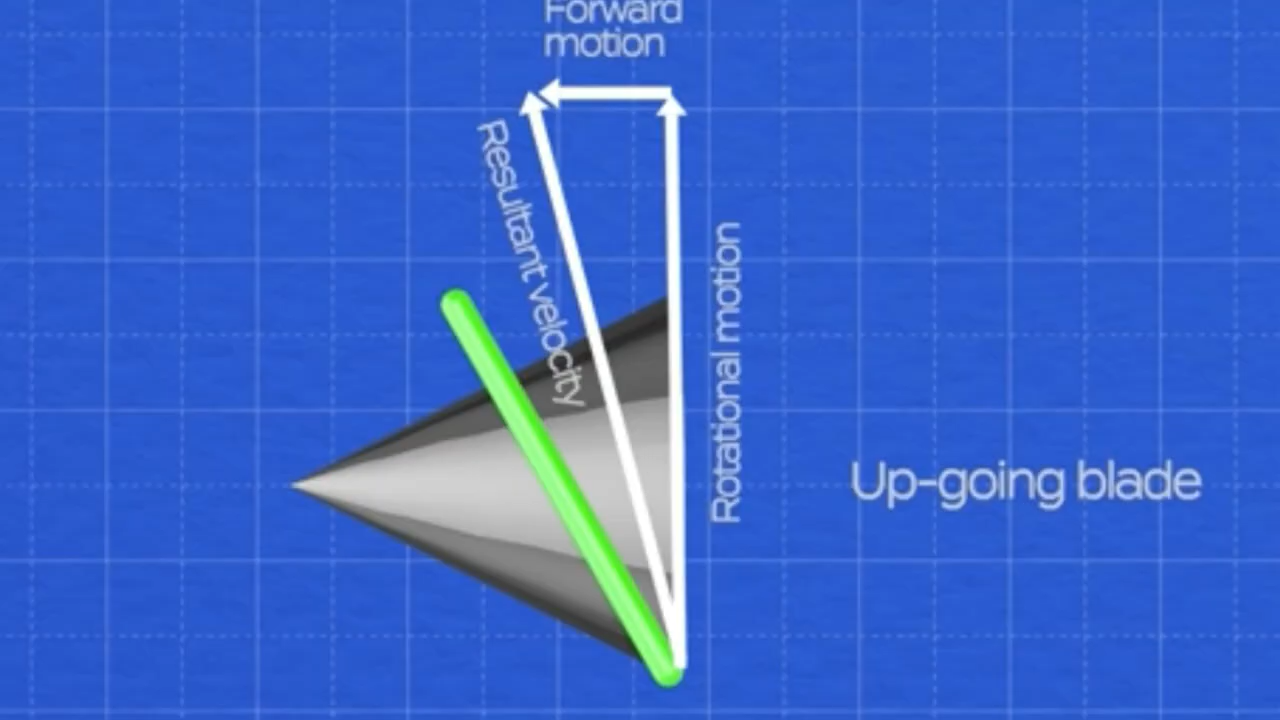 Forward
motion
Resultant velocity
Rotational motion
Up-going blade